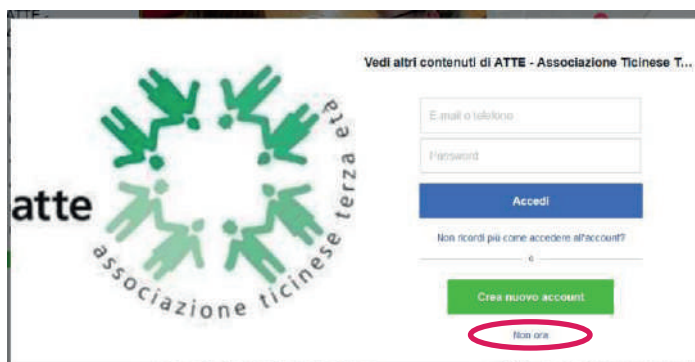 ATTE -
Vedi altri contenuti di ATTE - Associazione Ticinese T...
atte
associazione ticinese terza età
E-mail o telefono
Password
Accedi
Non ricordi più come accedere all'account?
o
Crea nuovo account
Non ora